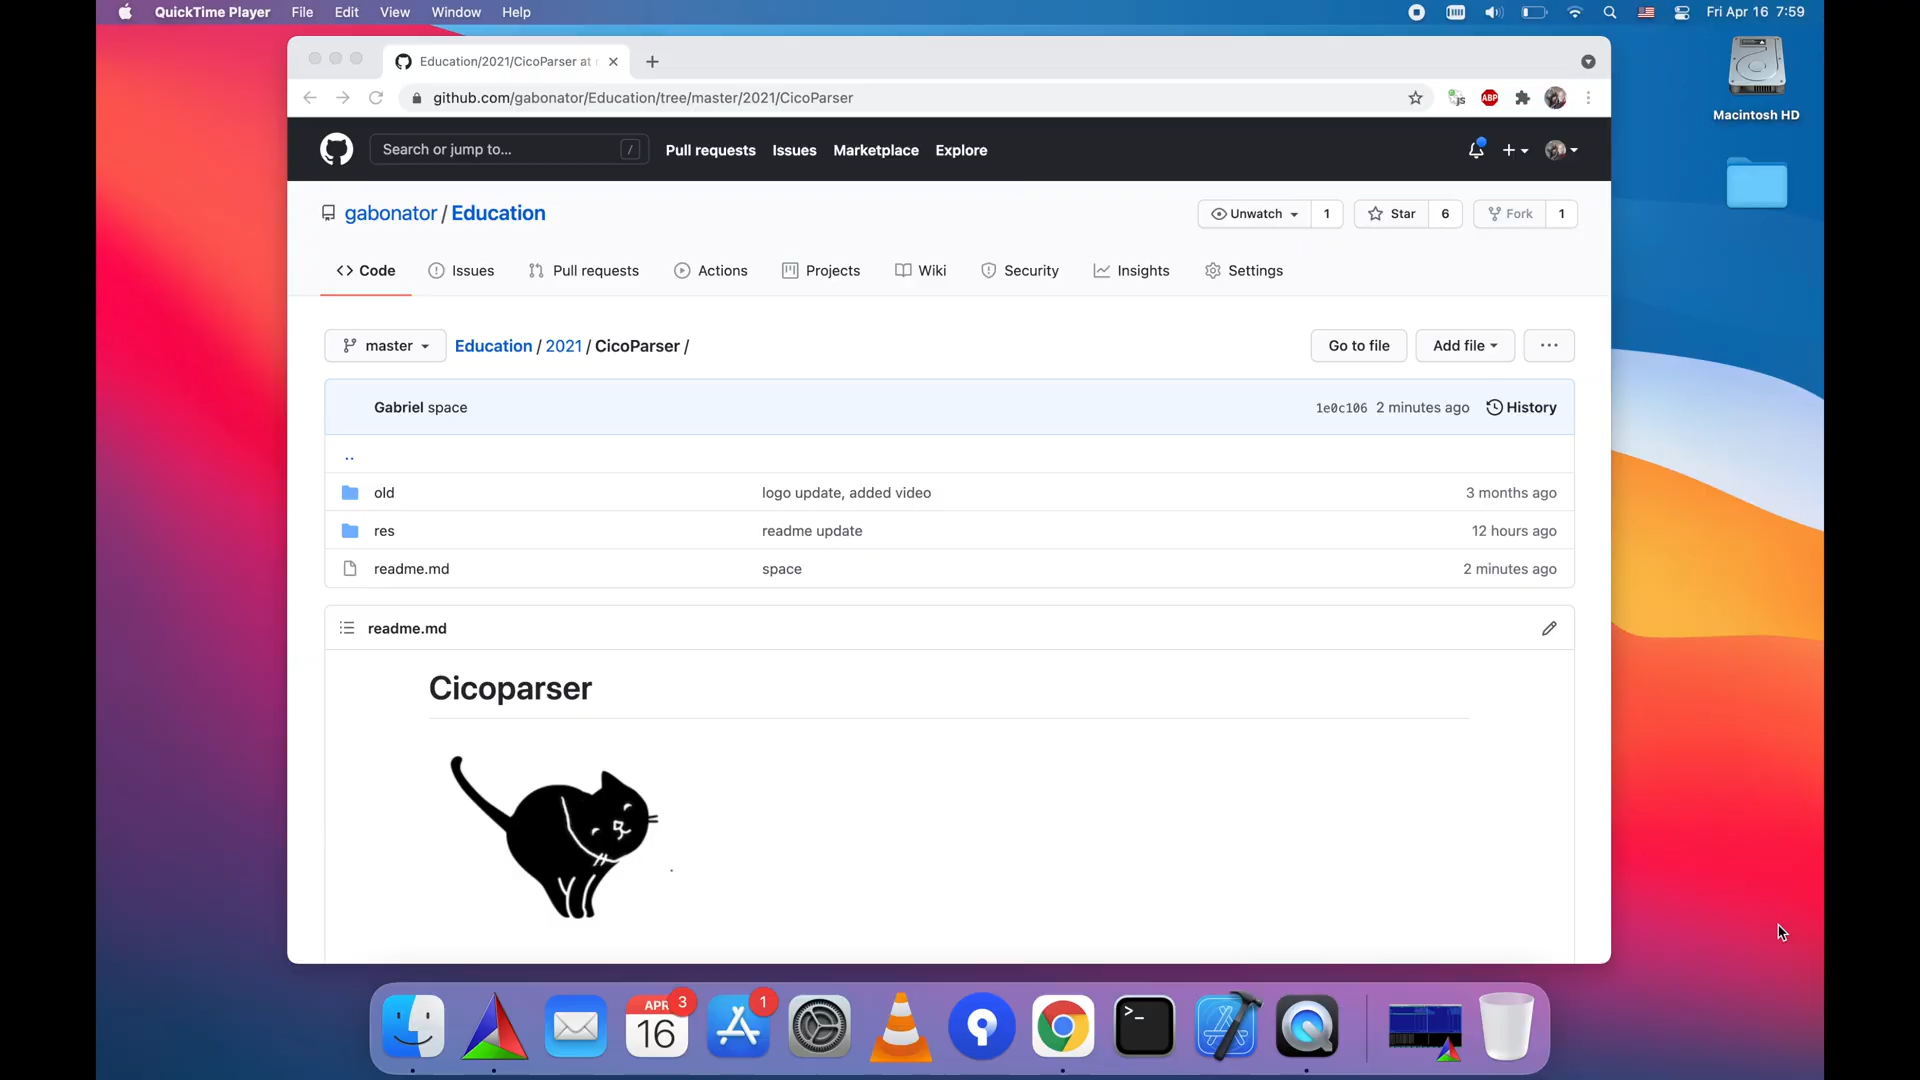 QuickTime Player File Edit View Window Help Fri Apr 16 7:59
Education/2021/CicoParser at
github.com/gabonator/Education/tree/master/2021/CicoParser
JS ABP
Macintosh HD
Search or jump to... / Pull requests Issues Marketplace Explore
gabonator / Education Unwatch 1 Star 6 Fork 1
Code Issues Pull requests Actions Projects Wiki Security Insights Settings
master Education / 2021 / CicoParser / Go to file Add file ...
Gabriel space 1e0c106 2 minutes ago History
..
old logo update, added video 3 months ago
res readme update 12 hours ago
readme.md space 2 minutes ago
readme.md
Cicoparser
APR 3 1
16
>_